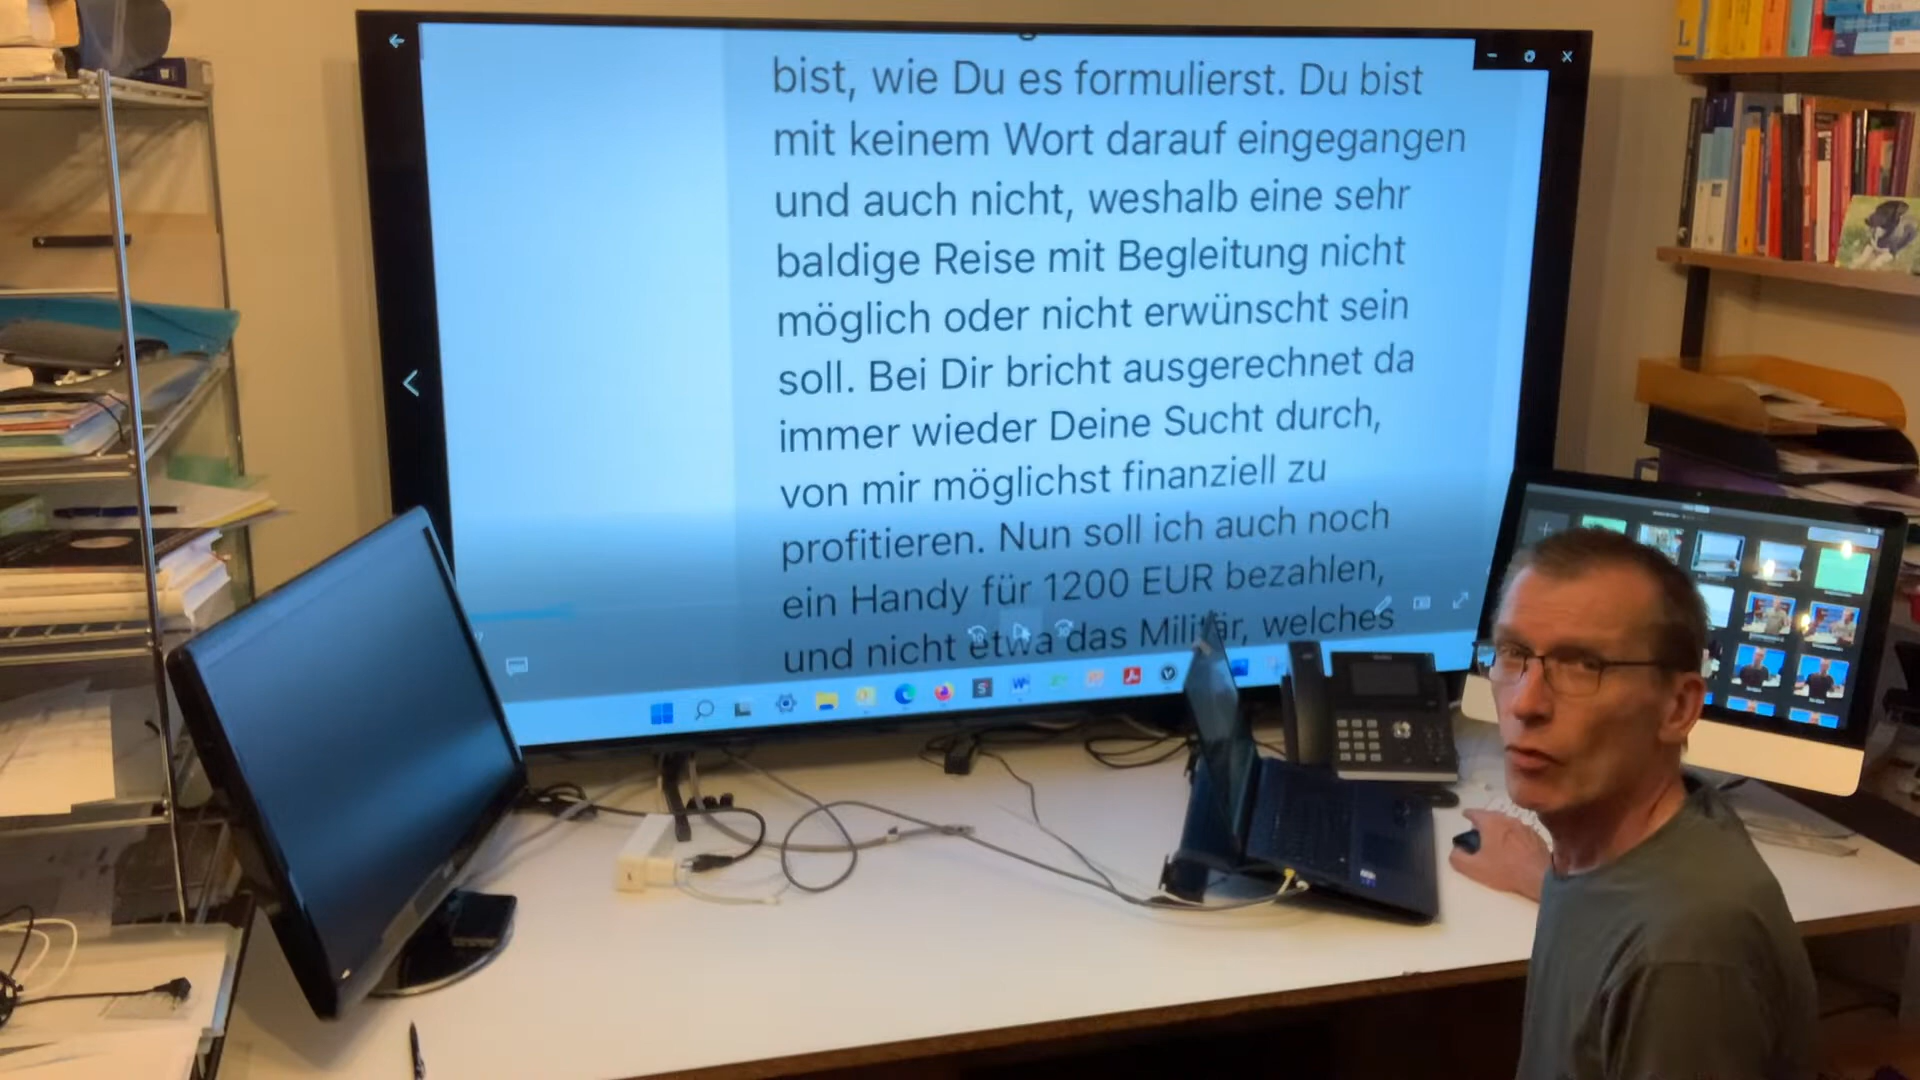 bist, wie Du es formulierst. Du bist
mit keinem Wort darauf eingegangen
und auch nicht, weshalb eine sehr
baldige Reise mit Begleitung nicht
möglich oder nicht erwünscht sein
soll. Bei Dir bricht ausgerechnet da
immer wieder Deine Sucht durch,
von mir möglichst finanziell zu
profitieren. Nun soll ich auch noch
ein Handy für 1200 EUR bezahlen,
und nicht etwa das Militär, welches